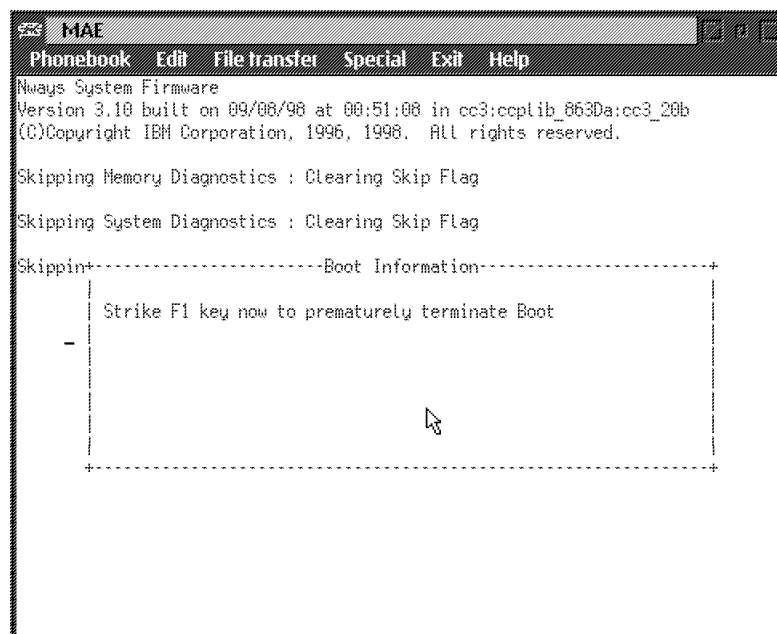 MAE
Phonebook Edit File transfer Special Exit Help
Nways System Firmware
Version 3.10 built on 09/08/98 at 00:51:08 in cc3:ccplib_863Da:cc3_20b
(C)Copyright IBM Corporation, 1996, 1998. All rights reserved.
Skipping Memory Diagnostics : Clearing Skip Flag
Skipping System Diagnostics : Clearing Skip Flag
Skippin
Boot Information
Strike F1 key now to prematurely terminate Boot